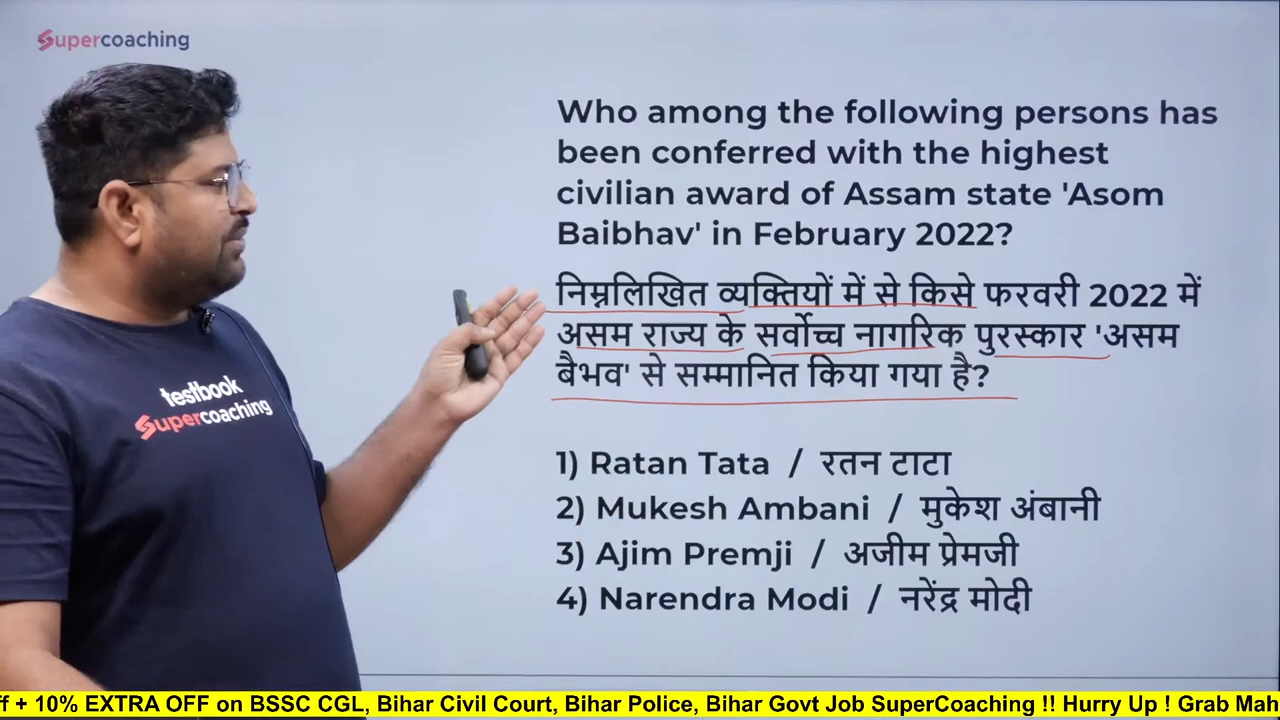 Supercoaching
Who among the following persons has
been conferred with the highest
civilian award of Assam state 'Asom
Baibhav' in February 2022?
निम्नलिखित व्यक्तियों में से किसे फरवरी 2022 में
असम राज्य के सर्वोच्च नागरिक पुरस्कार 'असम
बैभव' से सम्मानित किया गया है?
1) Ratan Tata / रतन टाटा
2) Mukesh Ambani / मुकेश अंबानी
3) Ajim Premji / अजीम प्रेमजी
4) Narendra Modi / नरेंद्र मोदी
testbook
Supercoaching
ff + 10% EXTRA OFF on BSSC CGL, Bihar Civil Court, Bihar Police, Bihar Govt Job SuperCoaching !! Hurry Up ! Grab Mah